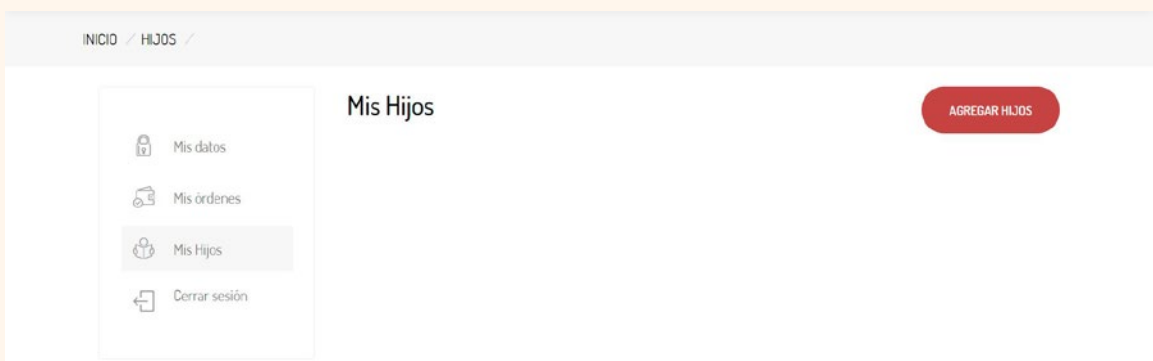 INICIO / HIJOS /
Mis Hijos
AGREGAR HIJOS
Mis datos
Mis órdenes
Mis Hijos
Cerrar sesión